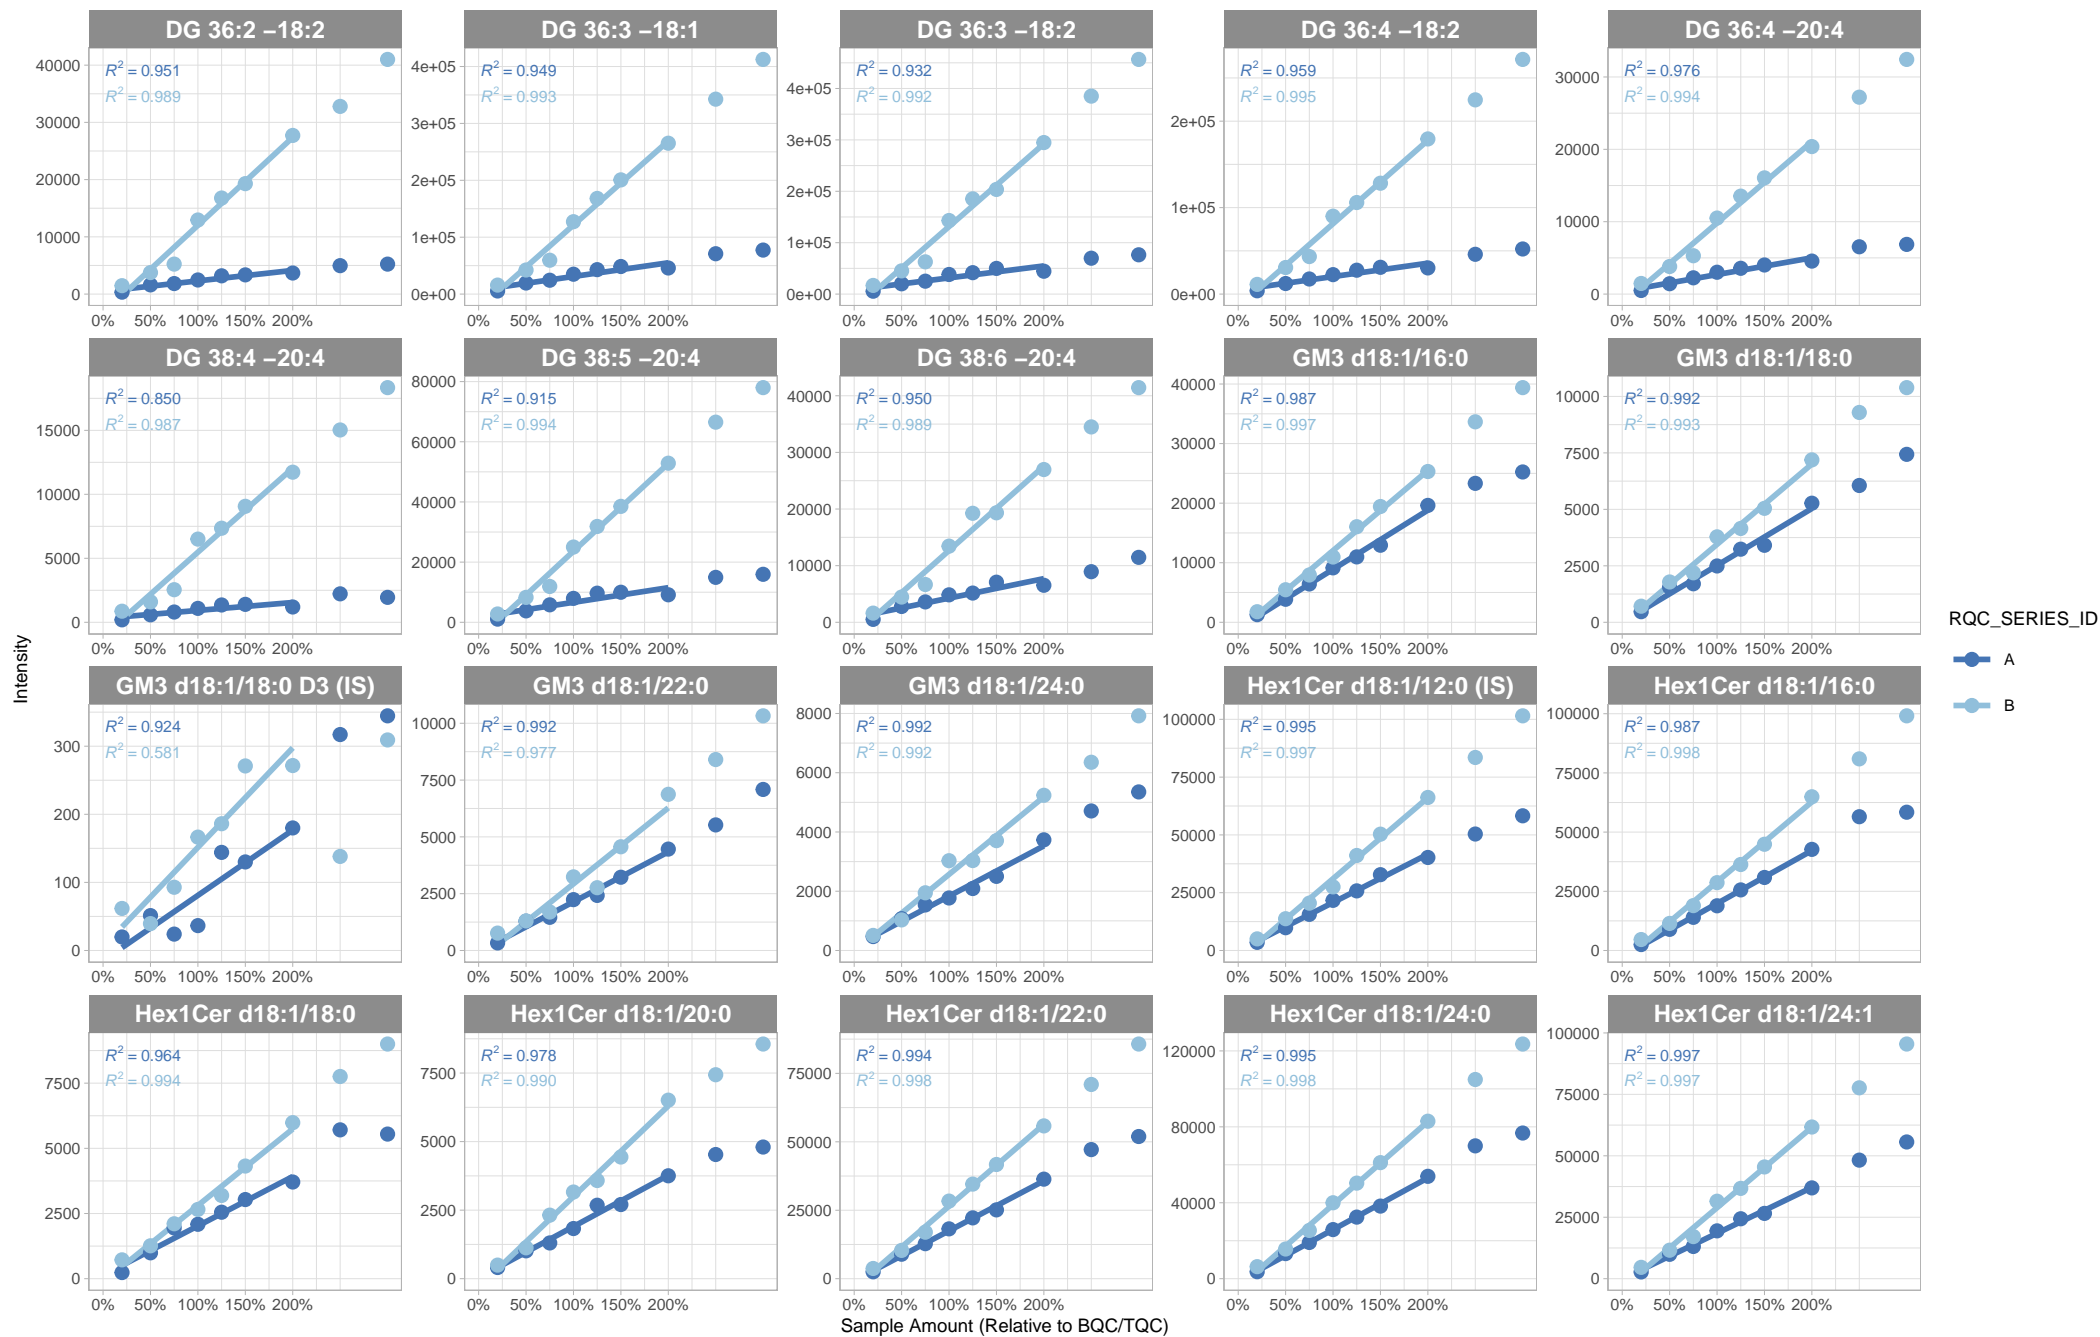 DG 36:2 −18:2
DG 36:3 −18:1
DG 36:3 −18:2
DG 36:4 −18:2
DG 36:4 −20:4
R² = 0.951
R² = 0.989
40000
30000
20000
10000
0
0% 50% 100% 150% 200%
R² = 0.949
R² = 0.993
4e+05
3e+05
2e+05
1e+05
0e+00
0% 50% 100% 150% 200%
R² = 0.932
R² = 0.992
4e+05
3e+05
2e+05
1e+05
0e+00
0% 50% 100% 150% 200%
R² = 0.959
R² = 0.995
2e+05
1e+05
0e+00
0% 50% 100% 150% 200%
R² = 0.976
R² = 0.994
30000
20000
10000
0
0% 50% 100% 150% 200%
DG 38:4 −20:4
DG 38:5 −20:4
DG 38:6 −20:4
GM3 d18:1/16:0
GM3 d18:1/18:0
R² = 0.850
R² = 0.987
15000
10000
5000
0
0% 50% 100% 150% 200%
R² = 0.915
R² = 0.994
80000
60000
40000
20000
0
0% 50% 100% 150% 200%
R² = 0.950
R² = 0.989
40000
30000
20000
10000
0
0% 50% 100% 150% 200%
R² = 0.987
R² = 0.997
40000
30000
20000
10000
0
0% 50% 100% 150% 200%
R² = 0.992
R² = 0.993
10000
7500
5000
2500
0
0% 50% 100% 150% 200%
GM3 d18:1/18:0 D3 (IS)
GM3 d18:1/22:0
GM3 d18:1/24:0
Hex1Cer d18:1/12:0 (IS)
Hex1Cer d18:1/16:0
R² = 0.924
R² = 0.581
300
200
100
0
0% 50% 100% 150% 200%
R² = 0.992
R² = 0.977
10000
7500
5000
2500
0
0% 50% 100% 150% 200%
R² = 0.992
R² = 0.992
8000
6000
4000
2000
0
0% 50% 100% 150% 200%
R² = 0.995
R² = 0.997
100000
75000
50000
25000
0
0% 50% 100% 150% 200%
R² = 0.987
R² = 0.998
100000
75000
50000
25000
0
0% 50% 100% 150% 200%
Hex1Cer d18:1/18:0
Hex1Cer d18:1/20:0
Hex1Cer d18:1/22:0
Hex1Cer d18:1/24:0
Hex1Cer d18:1/24:1
R² = 0.964
R² = 0.994
7500
5000
2500
0
0% 50% 100% 150% 200%
R² = 0.978
R² = 0.990
7500
5000
2500
0
0% 50% 100% 150% 200%
R² = 0.994
R² = 0.998
75000
50000
25000
0
0% 50% 100% 150% 200%
R² = 0.995
R² = 0.998
120000
80000
40000
0
0% 50% 100% 150% 200%
R² = 0.997
R² = 0.997
100000
75000
50000
25000
0
0% 50% 100% 150% 200%
Intensity
Sample Amount (Relative to BQC/TQC)
RQC_SERIES_ID
A
B